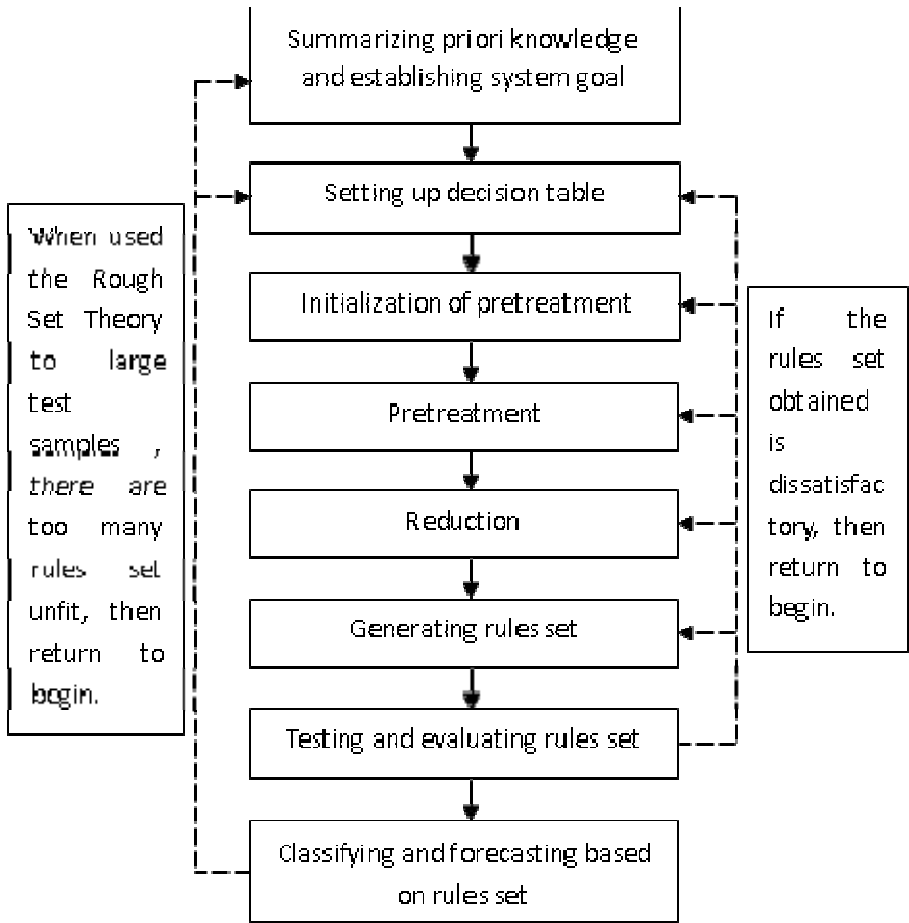 Summarizing priori knowledge
and establishing system goal
Setting up decision table
Initialization of pretreatment
Pretreatment
Reduction
Generating rules set
Testing and evaluating rules set
Classifying and forecasting based
on rules set
When used
the Rough
Set Theory
to large
test
samples ,
there are
too many
rules set
unfit, then
return to
begin.
If the
rules set
obtained
is
dissatisfac
tory, then
return to
begin.